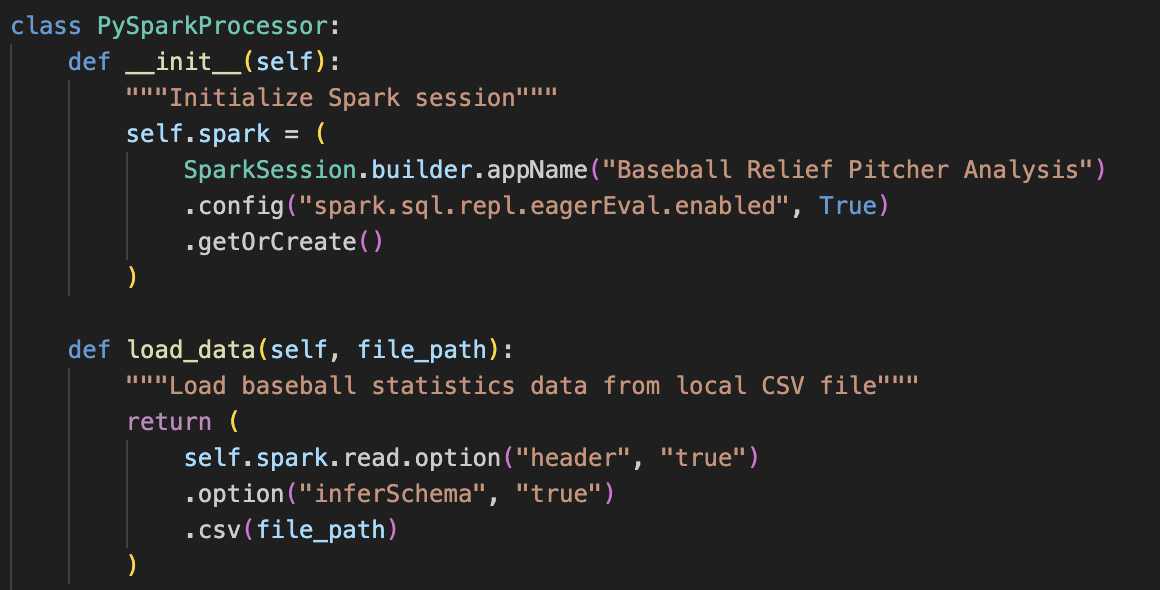 class PySparkProcessor:
    def __init__(self):
        """Initialize Spark session"""
        self.spark = (
            SparkSession.builder.appName("Baseball Relief Pitcher Analysis")
            .config("spark.sql.repl.eagerEval.enabled", True)
            .getOrCreate()
        )
    def load_data(self, file_path):
        """Load baseball statistics data from local CSV file"""
        return (
            self.spark.read.option("header", "true")
            .option("inferSchema", "true")
            .csv(file_path)
        )